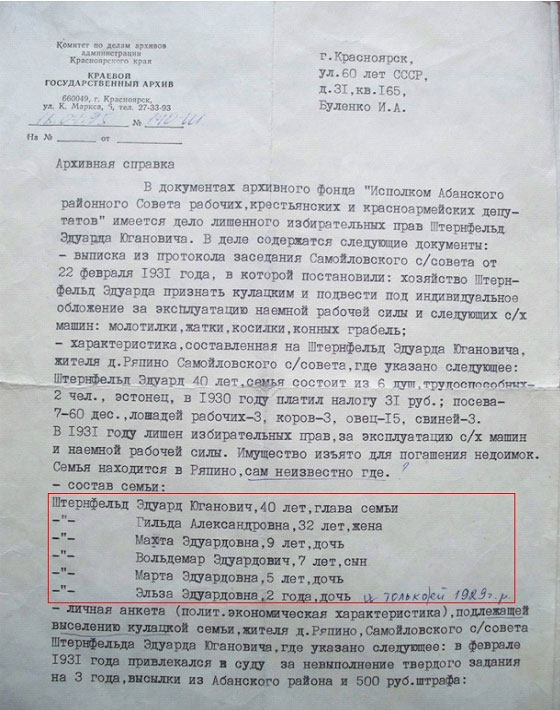 Комитет по делам архивов
администрации
Красноярского края
КРАЕВОЙ
ГОСУДАРСТВЕННЫЙ АРХИВ
660049, г. Красноярск,
ул. К. Маркса, тел. 27-33-93
№
На № от
г.Красноярск,
ул.60 лет СССР,
д.31,кв.165,
Буленко И.А.
Архивная справка
В документах архивного фонда "Исполком Абанского
районного Совета рабочих,крестьянских и красноармейских депу-
татов" имеется дело лишенного избирательных прав Штернфельд
Эдуарда Югановича. В деле содержатся следующие документы:
- выписка из протокола заседания Самойловского с/совета от
22 февраля 1931 года, в которой постановили: хозяйство Штерн-
фельд Эдуарда признать кулацким и подвести под индивидуальное
обложение за эксплуатацию наемной рабочей силы и следующих с/х
машин: молотилки,жатки,косилки,конных грабель;
- характеристика,составленная на Штернфельд Эдуарда Югановича,
жителя д.Ряпино Самойловского с/совета,где указано следующее:
Штернфельд Эдуард 40 лет,семья состоит из 6 душ,трудоспособных-
2 чел., эстонец, в 1930 году платил налогу 31 руб.; посева-
7-60 дес.,лошадей рабочих-3, коров-3, овец-15, свиней-3.
В 1931 году лишен избирательных прав,за эксплуатацию с/х машин
и наемной рабочей силы. Имущество изъято для погашения недоимок.
Семья находится в Ряпино,сам неизвестно где. ?
- состав семьи:
Штернфельд Эдуард Юганович,40 лет,глава семьи
-"- Гильда Александровна,32 лет,жена
-"- Махта Эдуардовна,9 лет,дочь
-"- Вольдемар Эдуардович,7 лет,сын
-"- Марта Эдуардовна,5 лет,дочь
-"- Эльза Эдуардовна,2 года,дочь 1929г.р.
- личная анкета (полит.экономическая характеристика),подлежащей
выселению кулацкой семьи,жителя д.Ряпино,Самойловского с/совета
Штернфельда Эдуарда Югановича,где указано следующее: в феврале
1931 года привлекался к суду за невыполнение твердого задания
на 3 года,высылки из Абанского района и 500 руб.штрафа: